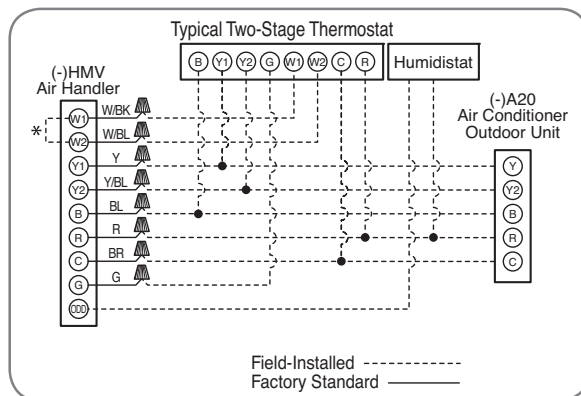 Typical Two-Stage Thermostat
B Y1 Y2 G W1 W2 C R
Humidistat
(-)HMV
Air Handler
(-)A20
Air Conditioner
Outdoor Unit
*
W1 W/BK
W2 W/BL
Y1 Y
Y2 Y/BL
B BL
R R
C BR
G G
ODD
Y
Y2
B
R
C
Field-Installed
Factory Standard